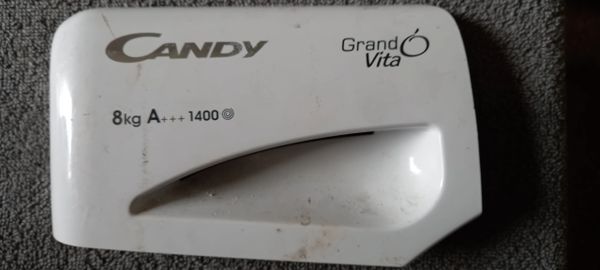 CANDY
Grand Vita
8kg A+++ 1400